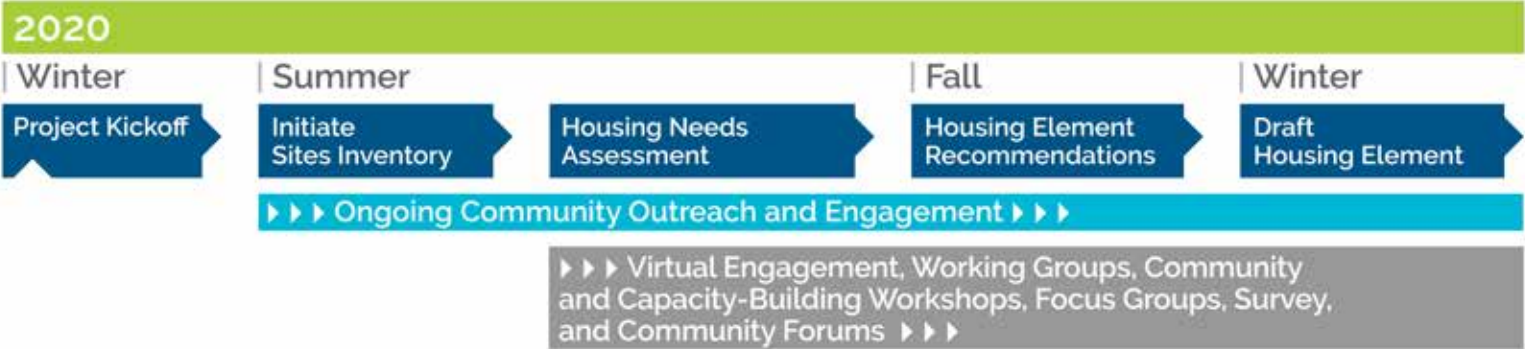 2020
Winter
Summer
Fall
Winter
Project Kickoff
Initiate
Sites Inventory
Housing Needs
Assessment
Housing Element
Recommendations
Draft
Housing Element
Ongoing Community Outreach and Engagement
Virtual Engagement, Working Groups, Community
and Capacity-Building Workshops, Focus Groups, Survey,
and Community Forums